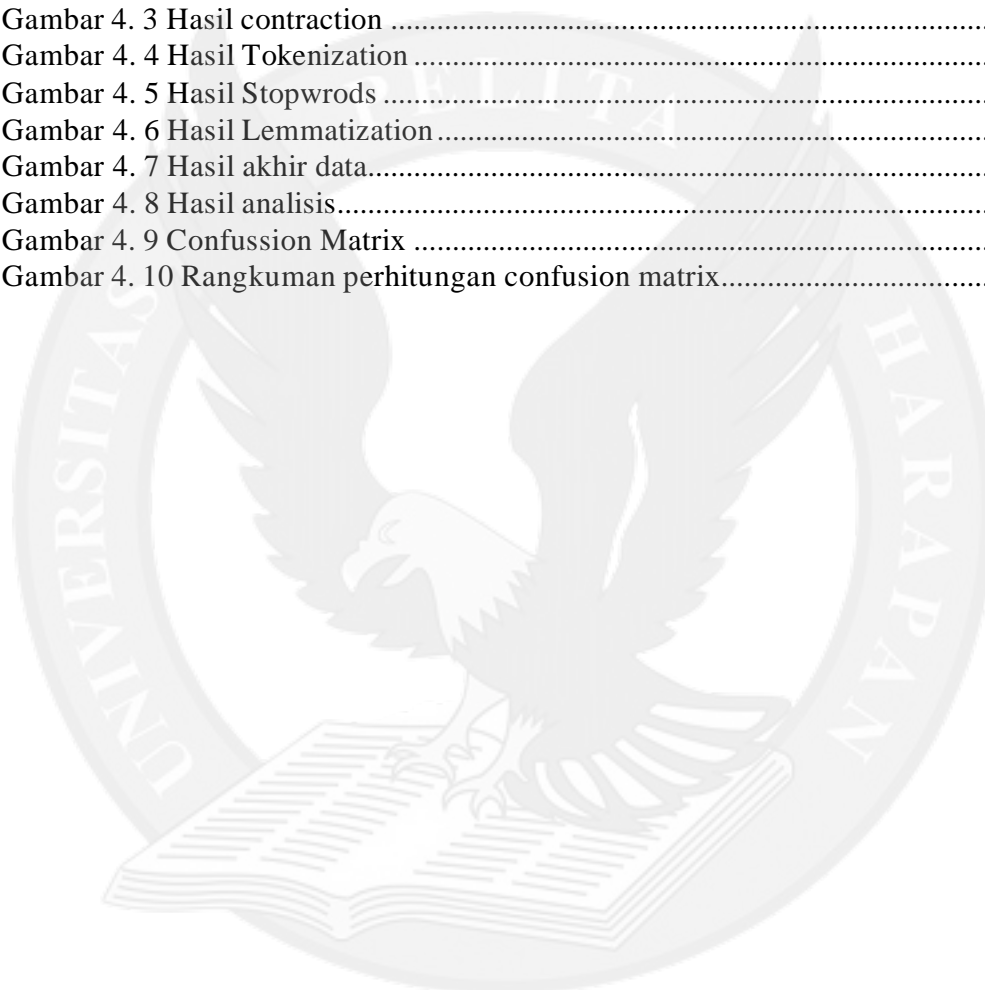 Gambar 4. 3 Hasil contraction ..........................................................................................................
Gambar 4. 4 Hasil Tokenization ......................................................................................................
Gambar 4. 5 Hasil Stopwrods ...........................................................................................................
Gambar 4. 6 Hasil Lemmatization ..................................................................................................
Gambar 4. 7 Hasil akhir data..............................................................................................................
Gambar 4. 8 Hasil analisis...................................................................................................................
Gambar 4. 9 Confussion Matrix ......................................................................................................
Gambar 4. 10 Rangkuman perhitungan confusion matrix...............................................
UNIVERSITAS PELITA HARAPAN